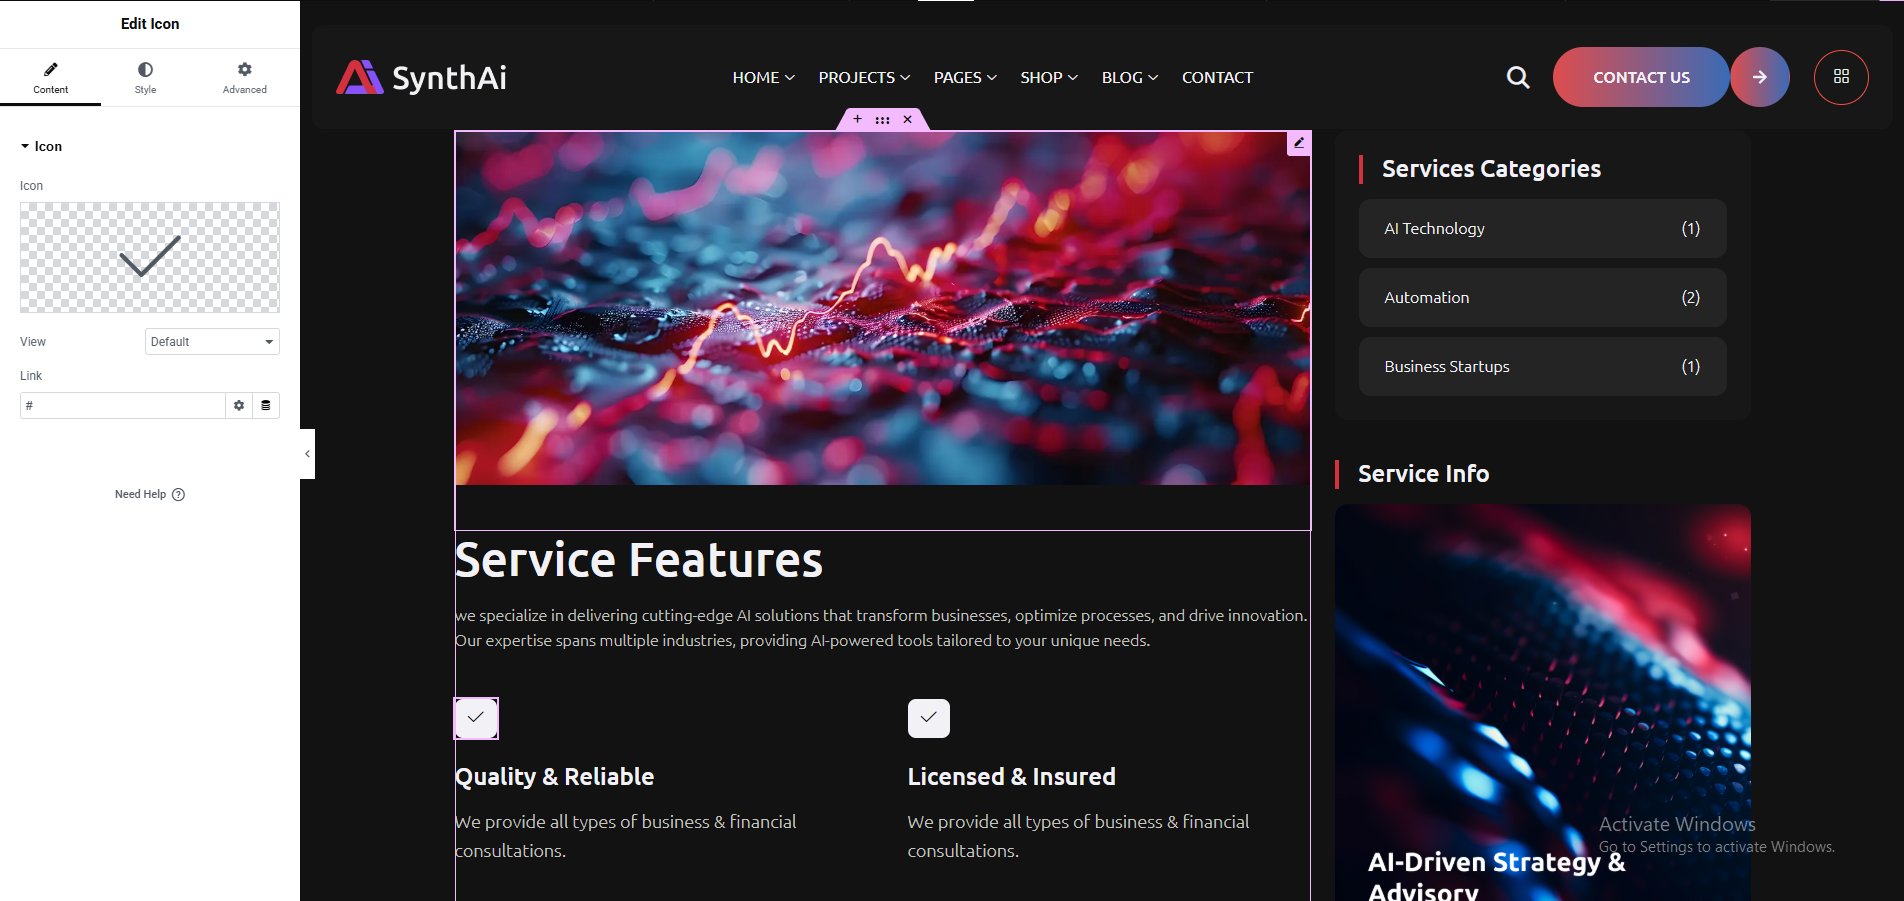 Edit Icon
Content
Style
Advanced
Icon
Icon
View
Default
Link
#
Need Help ?
SynthAi
HOME
PROJECTS
PAGES
SHOP
BLOG
CONTACT
CONTACT US
Services Categories
AI Technology (1)
Automation (2)
Business Startups (1)
Service Info
Service Features
we specialize in delivering cutting-edge AI solutions that transform businesses, optimize processes, and drive innovation.
Our expertise spans multiple industries, providing AI-powered tools tailored to your unique needs.
Quality & Reliable
We provide all types of business & financial
consultations.
Licensed & Insured
We provide all types of business & financial
consultations.
AI-Driven Strategy &
Advisory
Activate Windows
Go to Settings to activate Windows.